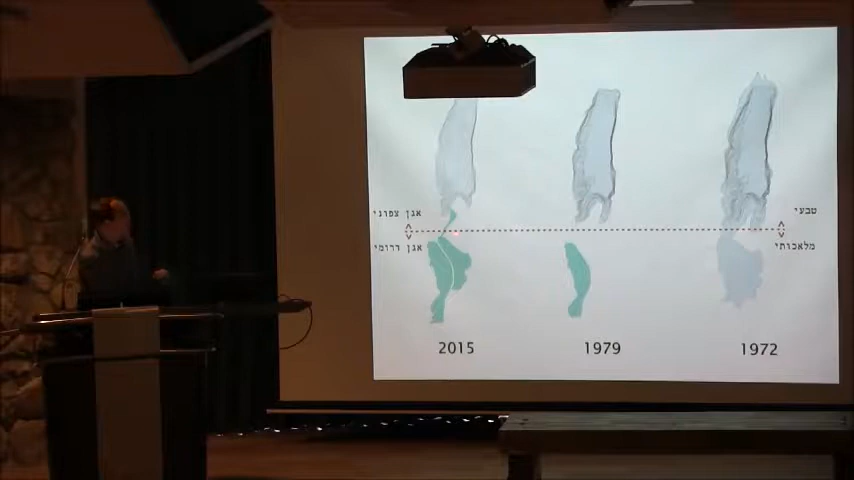 טבעי
מלאכותי
אגן צפוני
אגן דרומי
1972
1979
2015